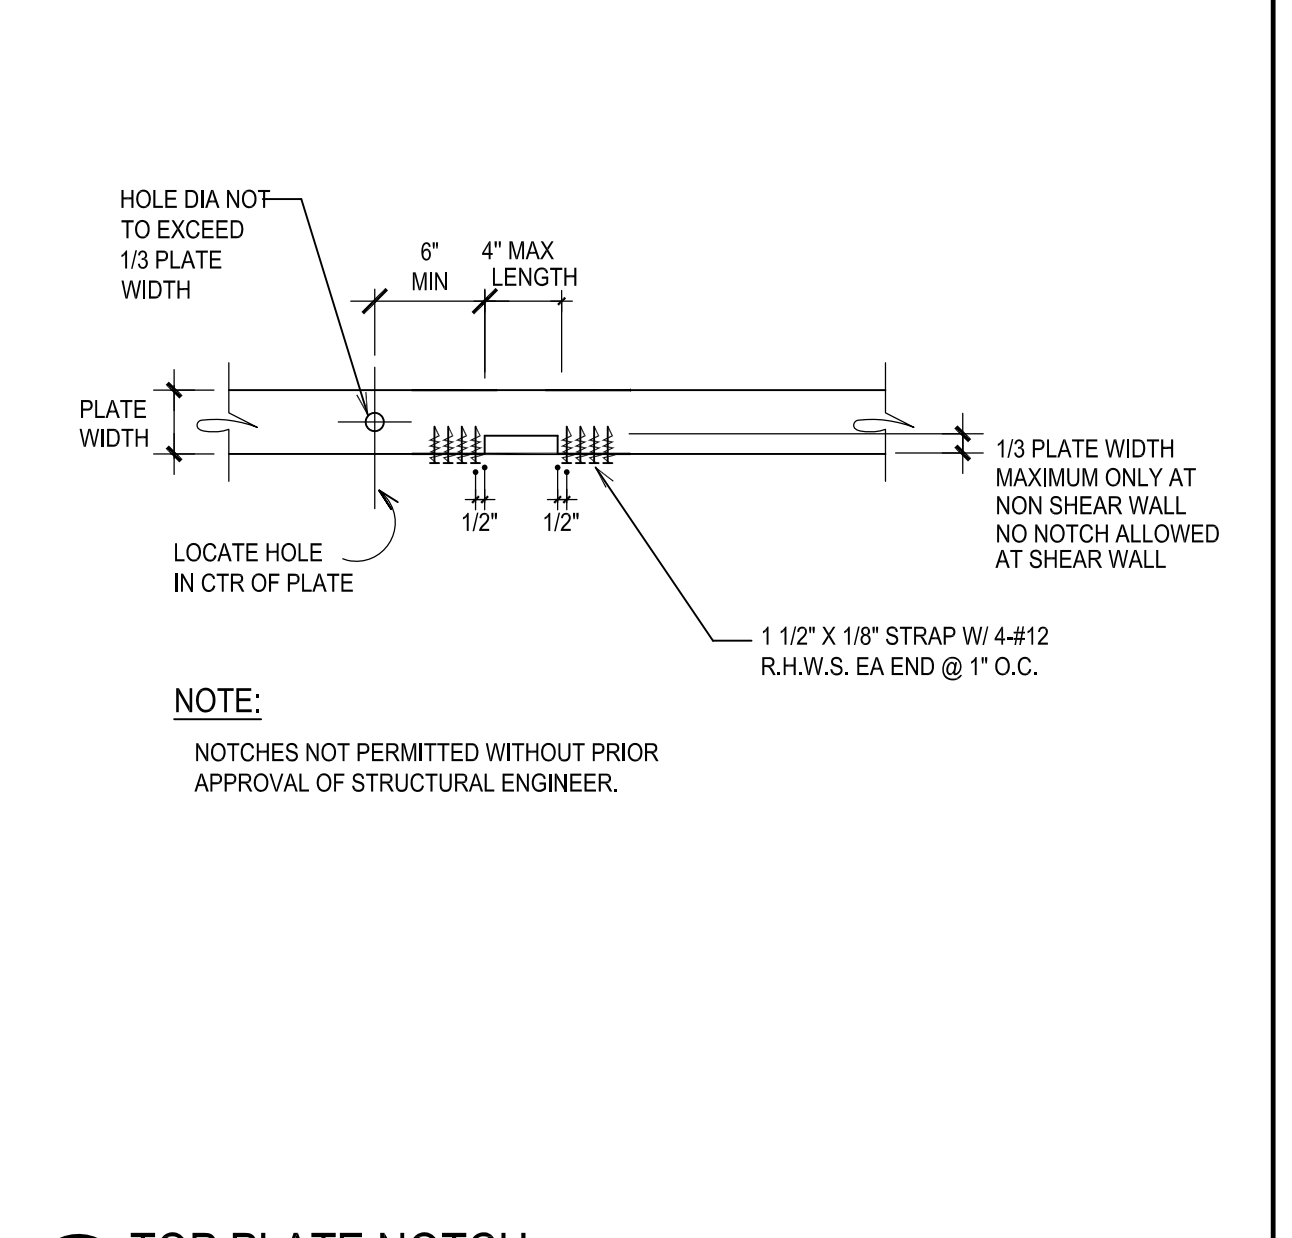 HOLE DIA NOT
TO EXCEED
1/3 PLATE
WIDTH
6"
MIN
4" MAX
LENGTH
PLATE
WIDTH
1/3 PLATE WIDTH
MAXIMUM ONLY AT
NON SHEAR WALL
NO NOTCH ALLOWED
AT SHEAR WALL
1/2"
1/2"
LOCATE HOLE
IN CTR OF PLATE
1 1/2" X 1/8" STRAP W/ 4-#12
R.H.W.S. EA END @ 1" O.C.
NOTE:
NOTCHES NOT PERMITTED WITHOUT PRIOR
APPROVAL OF STRUCTURAL ENGINEER.
TOP PLATE NOTCH